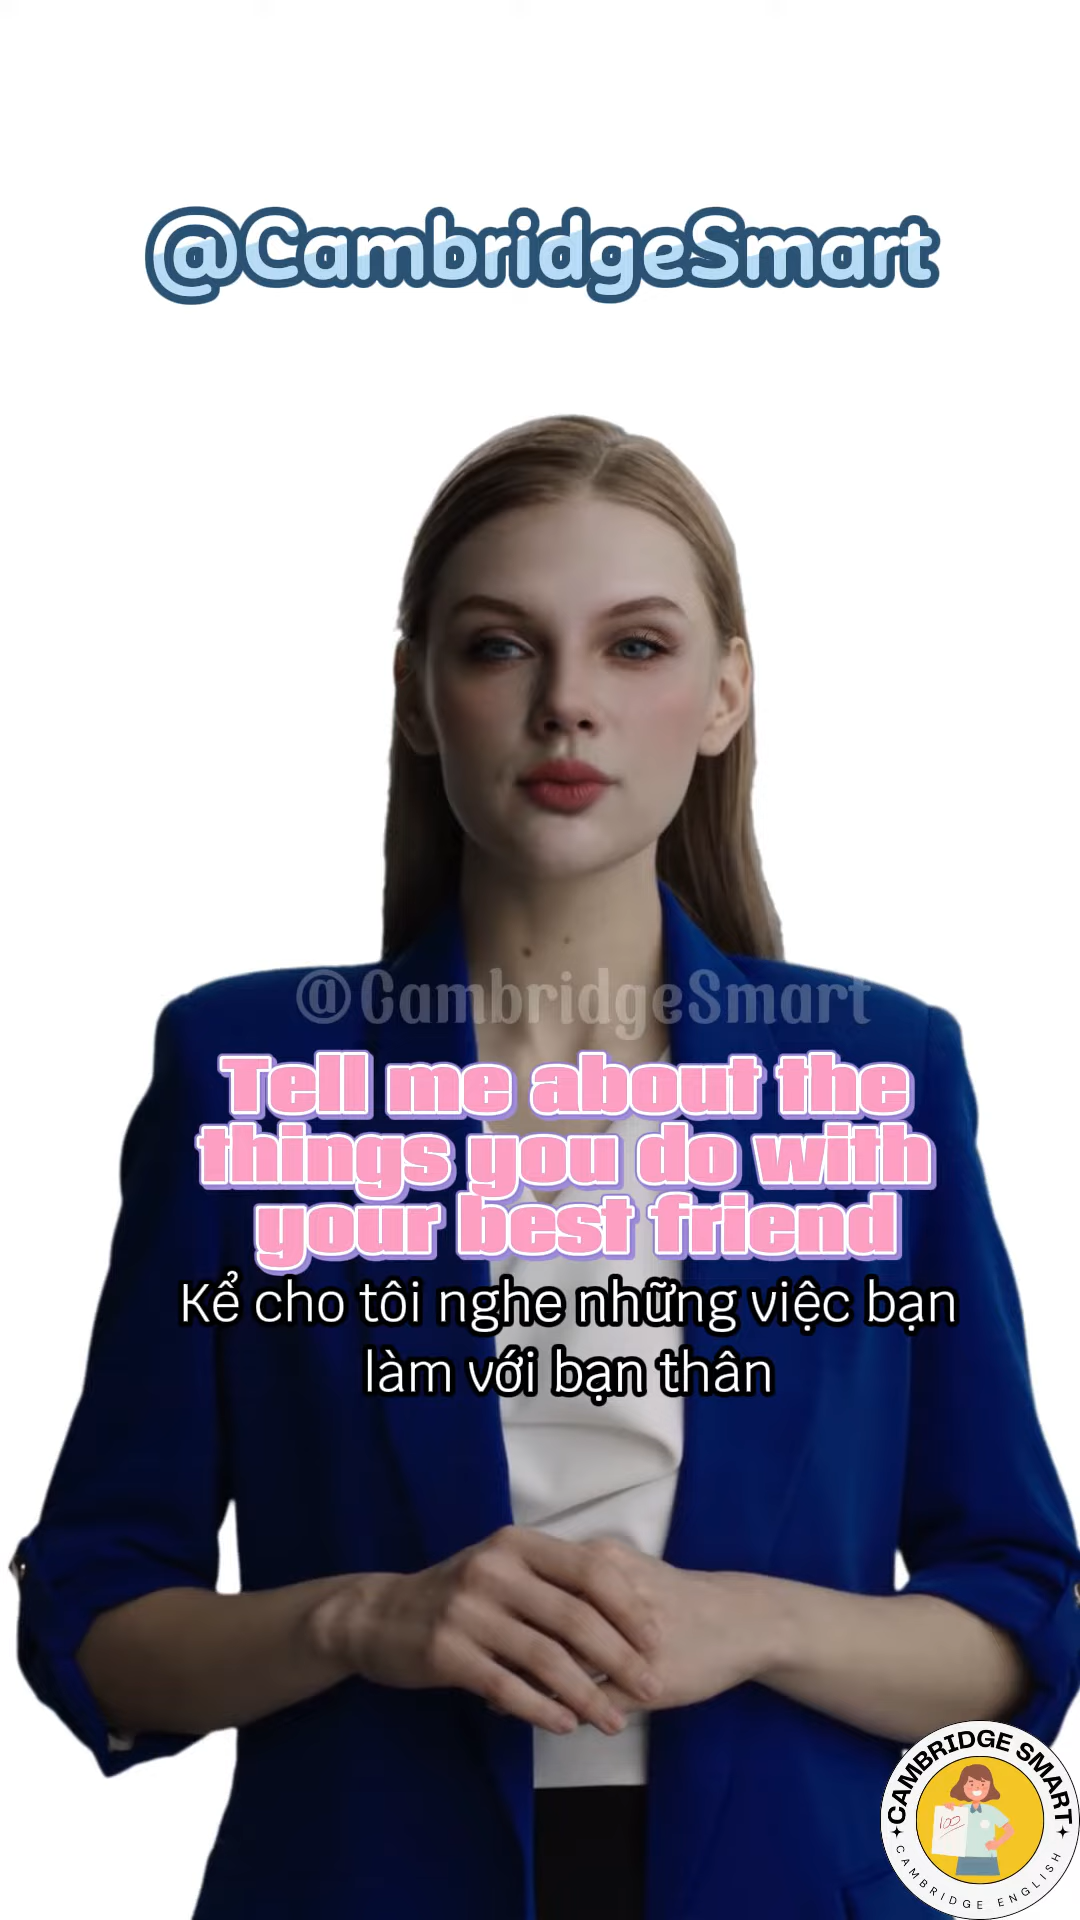 @CambridgeSmart
@CambridgeSmart
Tell me about the
things you do with
your best friend
Kể cho tôi nghe những việc bạn
làm với bạn thân
CAMBRIDGE SMART
100
CAMBRIDGE ENGLISH